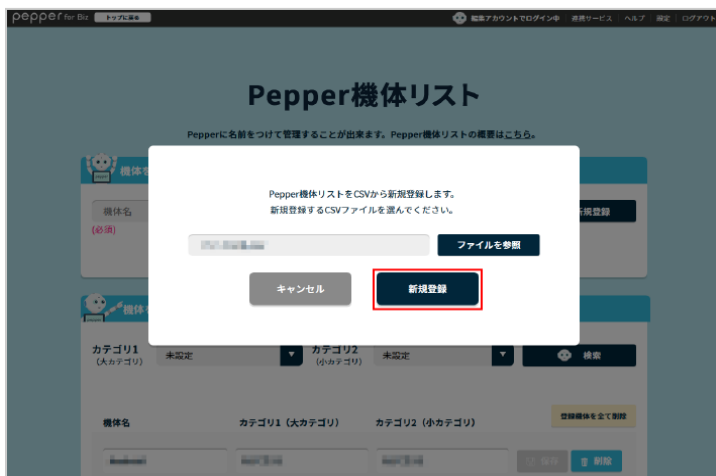 pepper for Biz トップに戻る
編集アカウントでログイン中 連携サービス ヘルプ 設定 ログアウト
Pepper機体リスト
Pepperに名前をつけて管理することが出来ます。Pepper機体リストの概要はこちら。
機体を
機体名
(必須)
新規登録
Pepper機体リストをCSVから新規登録します。
新規登録するCSVファイルを選んでください。
ファイルを参照
キャンセル 新規登録
機体
カテゴリ1
(大カテゴリ)
未設定
カテゴリ2
(小カテゴリ)
未設定
検索
登録機体を全て削除
機体名 カテゴリ1(大カテゴリ) カテゴリ2(小カテゴリ)
保存 削除